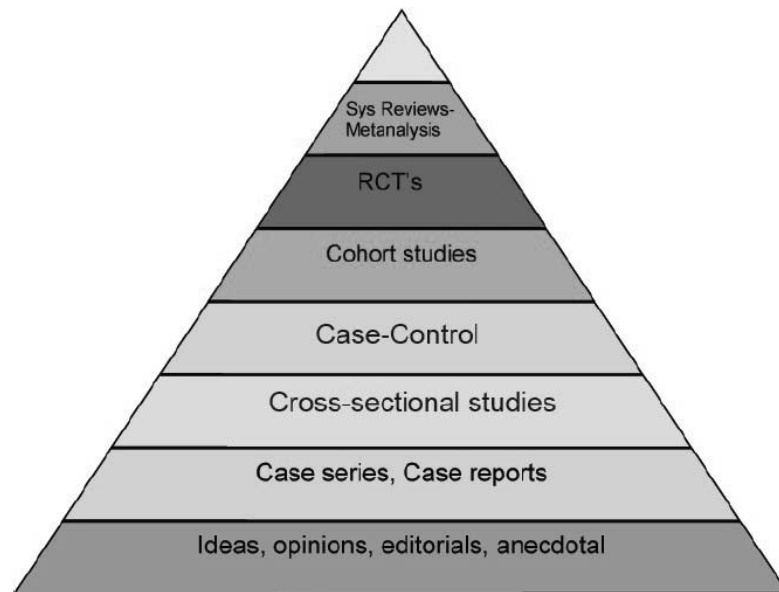 Sys Reviews-
Metanalysis
RCT's
Cohort studies
Case-Control
Cross-sectional studies
Case series, Case reports
Ideas, opinions, editorials, anecdotal